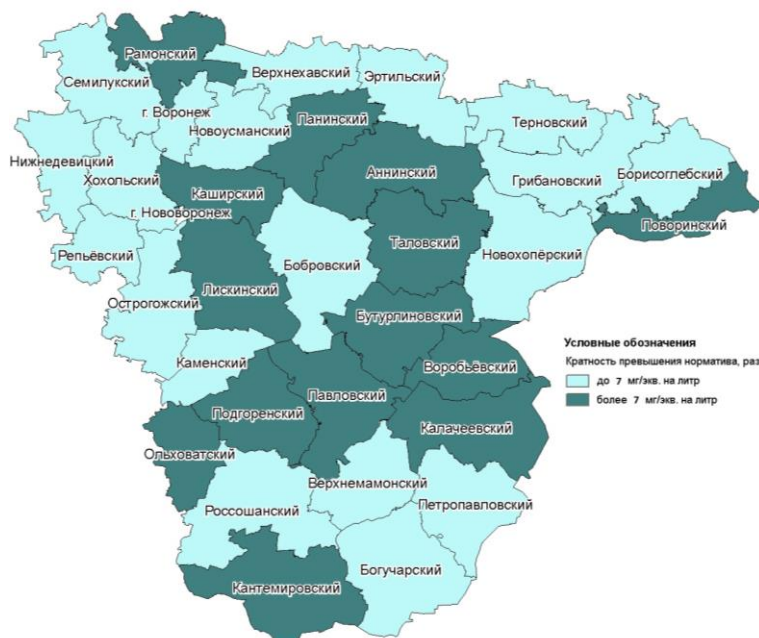 Рамонский
Верхнехавский
Эртильский
Семилукский
г. Воронеж
Панинский
Терновский
Новоусманский
Нижнедевицкий
Аннинский
Борисоглебский
Хохольский
Каширский
Грибановский
г. Нововоронеж
Поворинский
Таловский
Репьёвский
Бобровский
Новохопёрский
Лискинский
Острогожский
Бутурлиновский
Каменский
Воробьёвский
Павловский
Подгоренский
Калачеевский
Ольховатский
Верхнемамонский
Петропавловский
Россошанский
Богучарский
Кантемировский
Условные обозначения
Кратность превышения норматива, раз
до 7 мг/экв. на литр
более 7 мг/экв. на литр